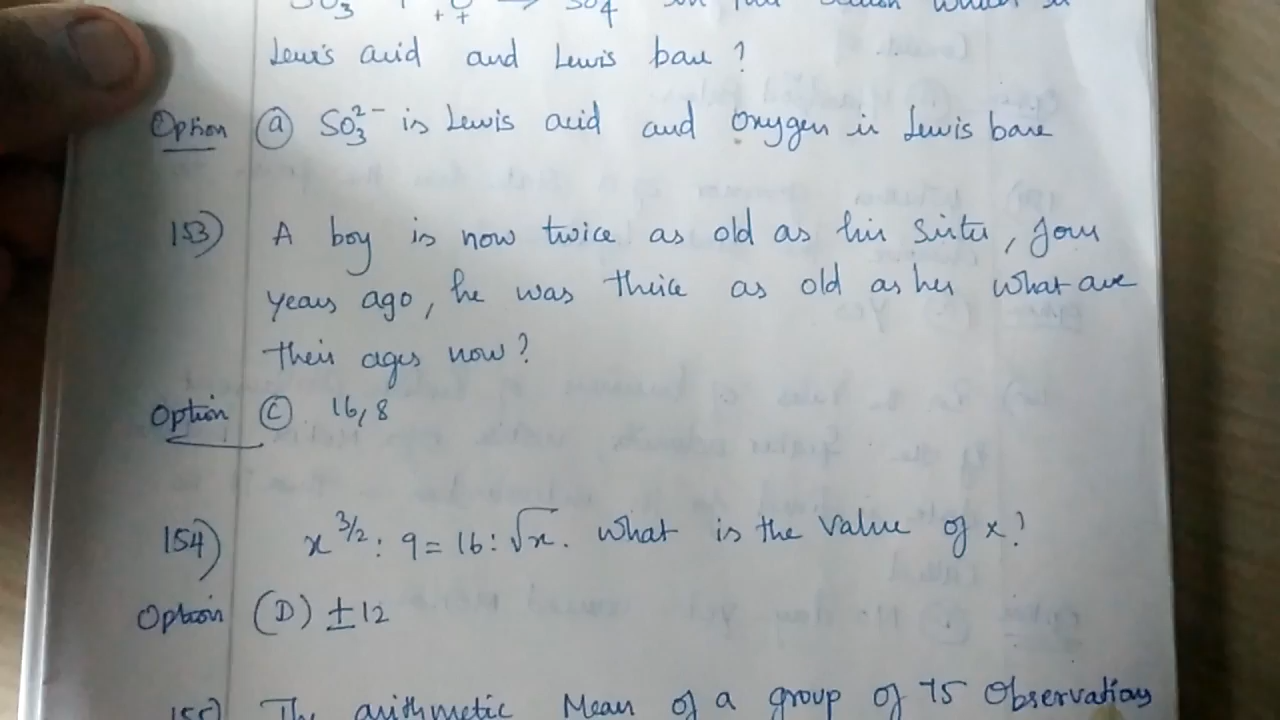 SO3 + O → SO4
Lewis acid and Lewis base ?
Option (a) SO3²⁻ is Lewis acid and Oxygen is Lewis base
153) A boy is now twice as old as his Sister, four
years ago, he was thrice as old as her what are
their ages now?
Option (C) 16,8
154) x^3/2 : 9 = 16 : √x. What is the value of x?
Option (D) ±12
155) The arithmetic Mean of a group of 75 Observations